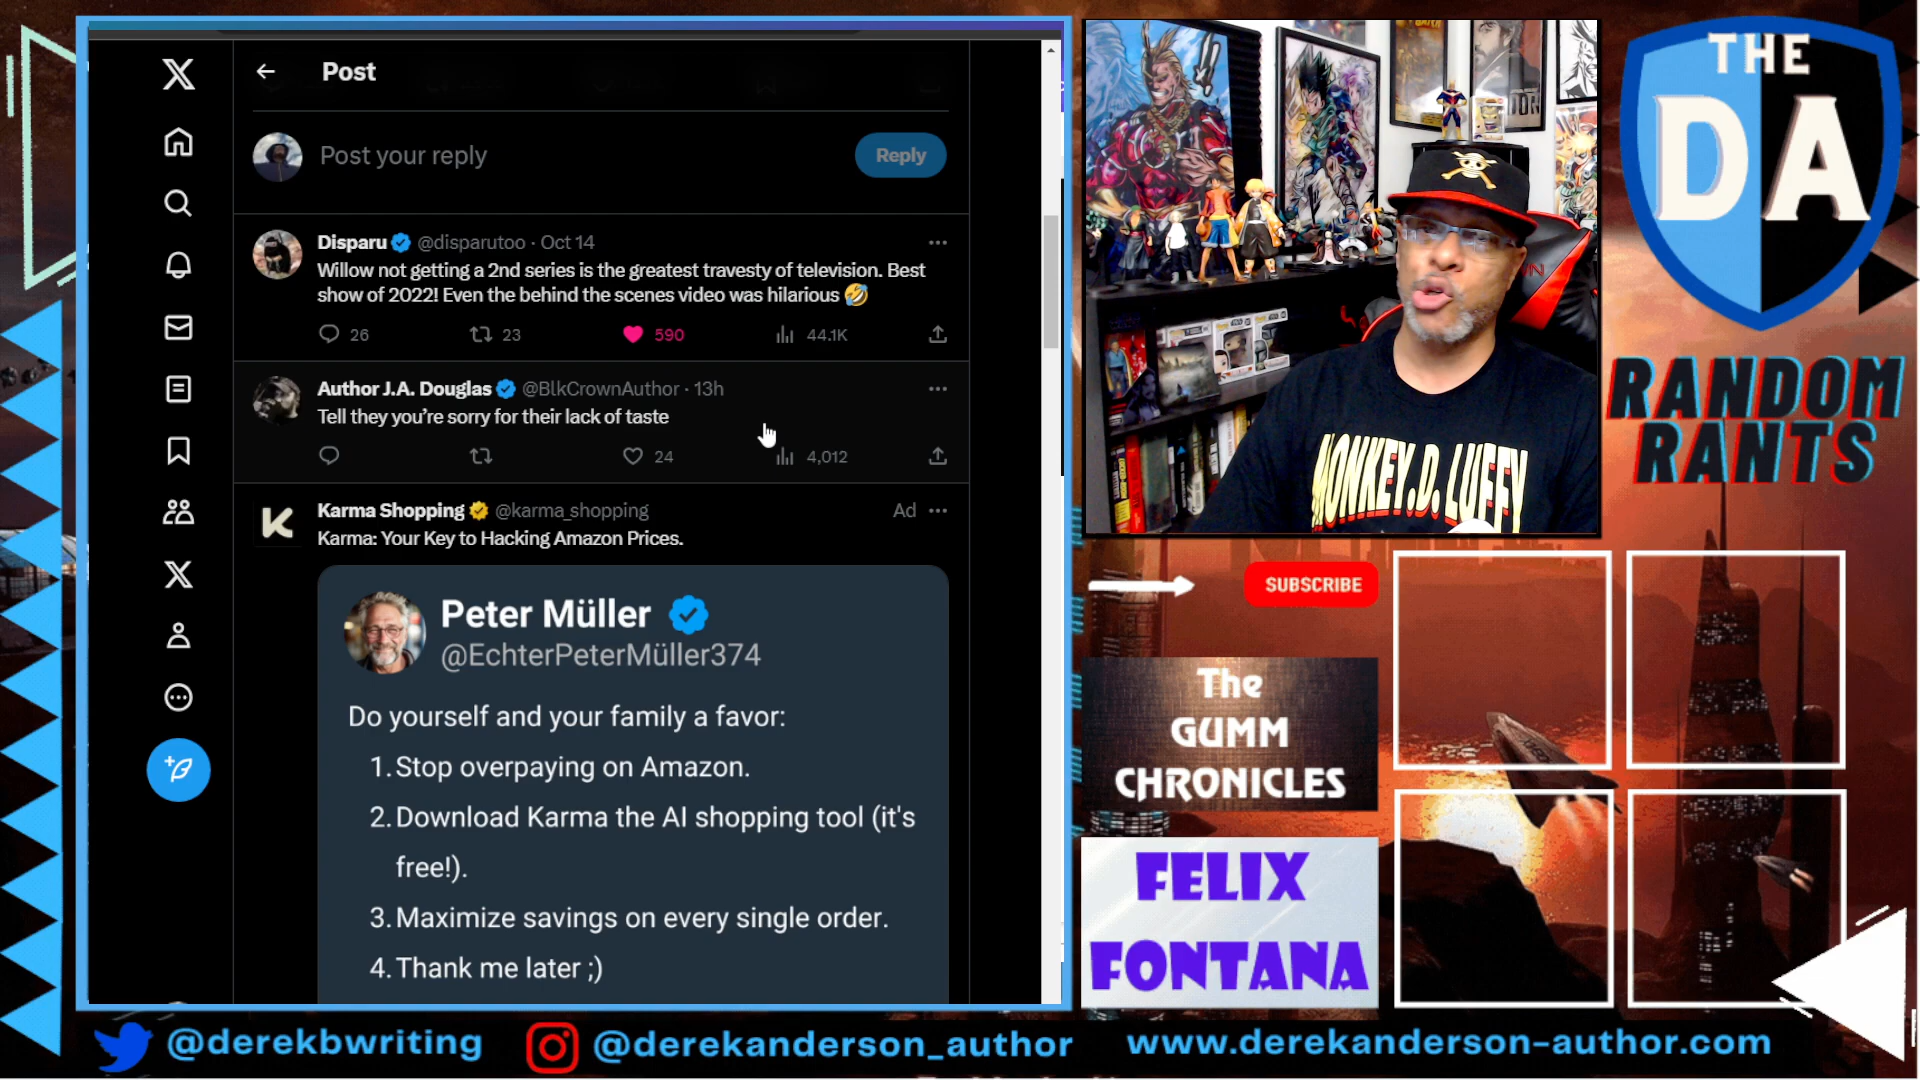 Post
Post your reply
Reply
Disparu @disparutoo · Oct 14
Willow not getting a 2nd series is the greatest travesty of television. Best
show of 2022! Even the behind the scenes video was hilarious 🤣
26 23 590 44.1K
Author J.A. Douglas @BlkCrownAuthor · 13h
Tell they you're sorry for their lack of taste
24 4,012
Karma Shopping @karma_shopping Ad
Karma: Your Key to Hacking Amazon Prices.
Peter Müller
@EchterPeterMüller374
Do yourself and your family a favor:
1. Stop overpaying on Amazon.
2. Download Karma the AI shopping tool (it's
free!).
3. Maximize savings on every single order.
4. Thank me later ;)
MONKEY.D. LUFFY
THE
DA
RANDOM
RANTS
SUBSCRIBE
The
GUMM
CHRONICLES
FELIX
FONTANA
@derekbwriting @derekanderson_author www.derekanderson-author.com